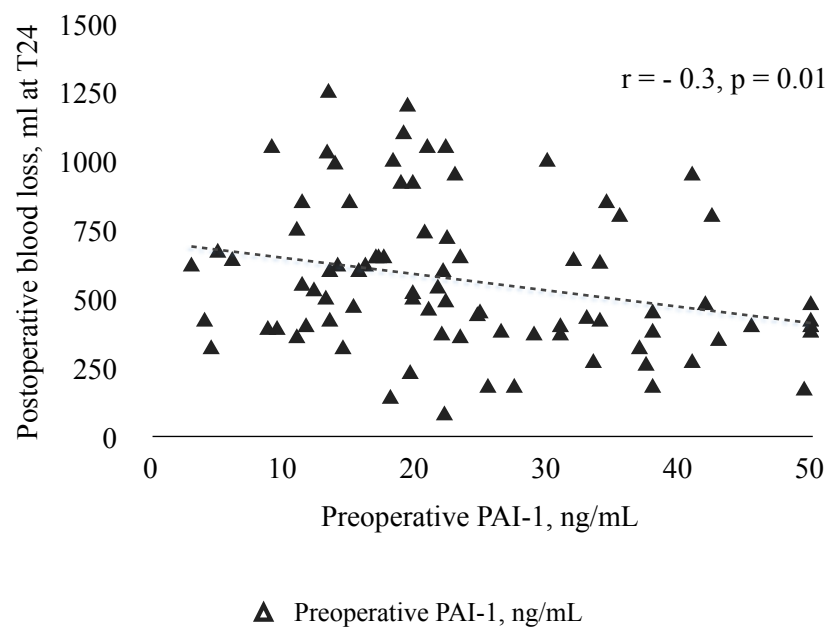 Postoperative blood loss, ml at T24
1500
1250
1000
750
500
250
0
r = - 0.3, p = 0.01
0 10 20 30 40 50
Preoperative PAI-1, ng/mL
Preoperative PAI-1, ng/mL